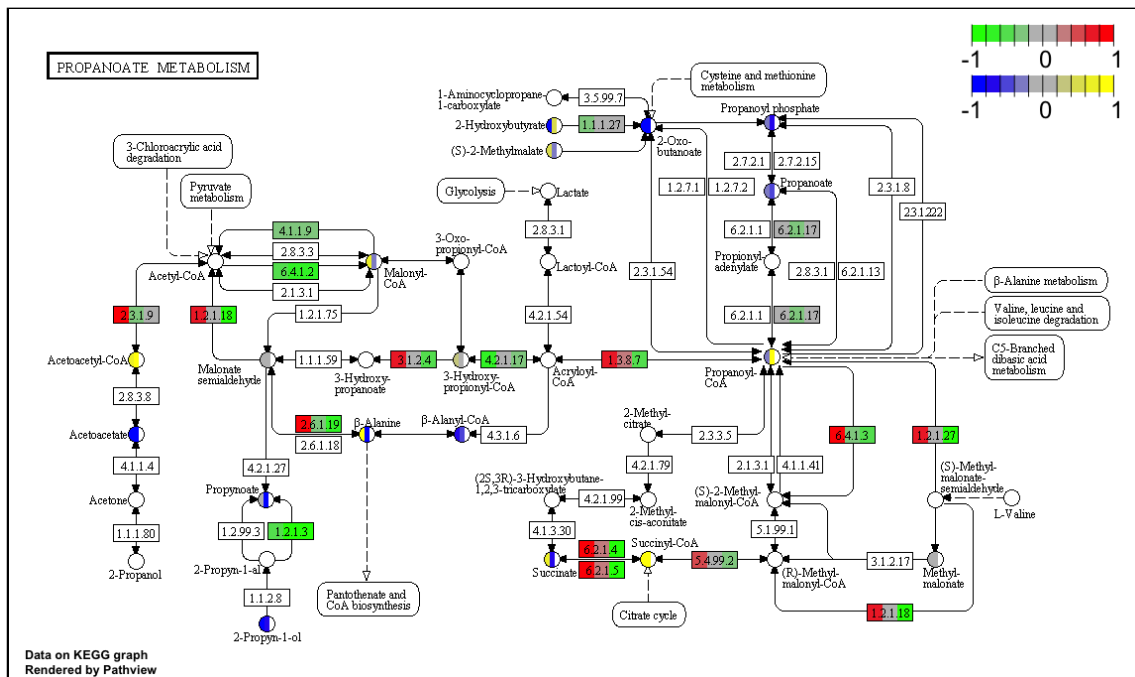 PROPANOATE METABOLISM
-1 0 1
-1 0 1
Cysteine and methionine
metabolism
1-Aminocyclopropane
1-carboxylate
3.5.99.7
Propanoyl phosphate
2-Hydroxybutyrate
1.1.1.27
2-Oxo-
butanoate
(S)-2-Methylmalate
3-Chloroacrylic acid
degradation
Pyruvate
metabolism
Glycolysis
Lactate
2.7.2.1
2.7.2.15
1.2.7.1
1.2.7.2
Propanoate
2.3.1.8
2.3.1.222
4.1.1.9
2.8.3.3
6.4.1.2
2.1.3.1
Acetyl-CoA
Malonyl-
CoA
3-Oxo-
propionyl-CoA
2.8.3.1
Lactoyl-CoA
6.2.1.1
6.2.1.17
Propionyl-
adenylate
2.3.1.54
2.8.3.1
6.2.1.13
β-Alanine metabolism
Valine, leucine and
isoleucine degradation
C5-Branched
dibasic acid
metabolism
2.3.1.9
1.2.1.18
1.2.1.75
4.2.1.54
6.2.1.1
6.2.1.17
Acetoacetyl-CoA
Malonate
semialdehyde
1.1.1.59
3-Hydroxy-
propanoate
3.1.2.4
3-Hydroxy-
propionyl-CoA
4.2.1.17
Acryloyl-
CoA
1.3.8.7
Propanoyl-
CoA
2.8.3.8
Acetoacetate
2.6.1.19
2.6.1.18
β-Alanine
β-Alanyl-CoA
4.3.1.6
2-Methyl-
citrate
2.3.3.5
6.4.1.3
1.2.1.27
4.1.1.4
Acetone
4.2.1.27
Propynoate
4.2.1.79
2.1.3.1
4.1.1.41
(2S,3R)-3-Hydroxybutane-
1,2,3-tricarboxylate
4.2.1.99
2-Methyl-
cis-aconitate
(S)-2-Methyl-
malonyl-CoA
(S)-Methyl-
malonate-
semialdehyde
L-Valine
1.1.1.80
2-Propanol
1.2.99.3
1.2.1.3
2-Propyn-1-al
4.1.3.30
5.1.99.1
Succinate
6.2.1.4
6.2.1.5
Succinyl-CoA
5.4.99.2
(R)-Methyl-
malonyl-CoA
3.1.2.17
Methyl-
malonate
1.1.2.8
2-Propyn-1-ol
Pantothenate and
CoA biosynthesis
Citrate cycle
1.2.1.18
Data on KEGG graph
Rendered by Pathview